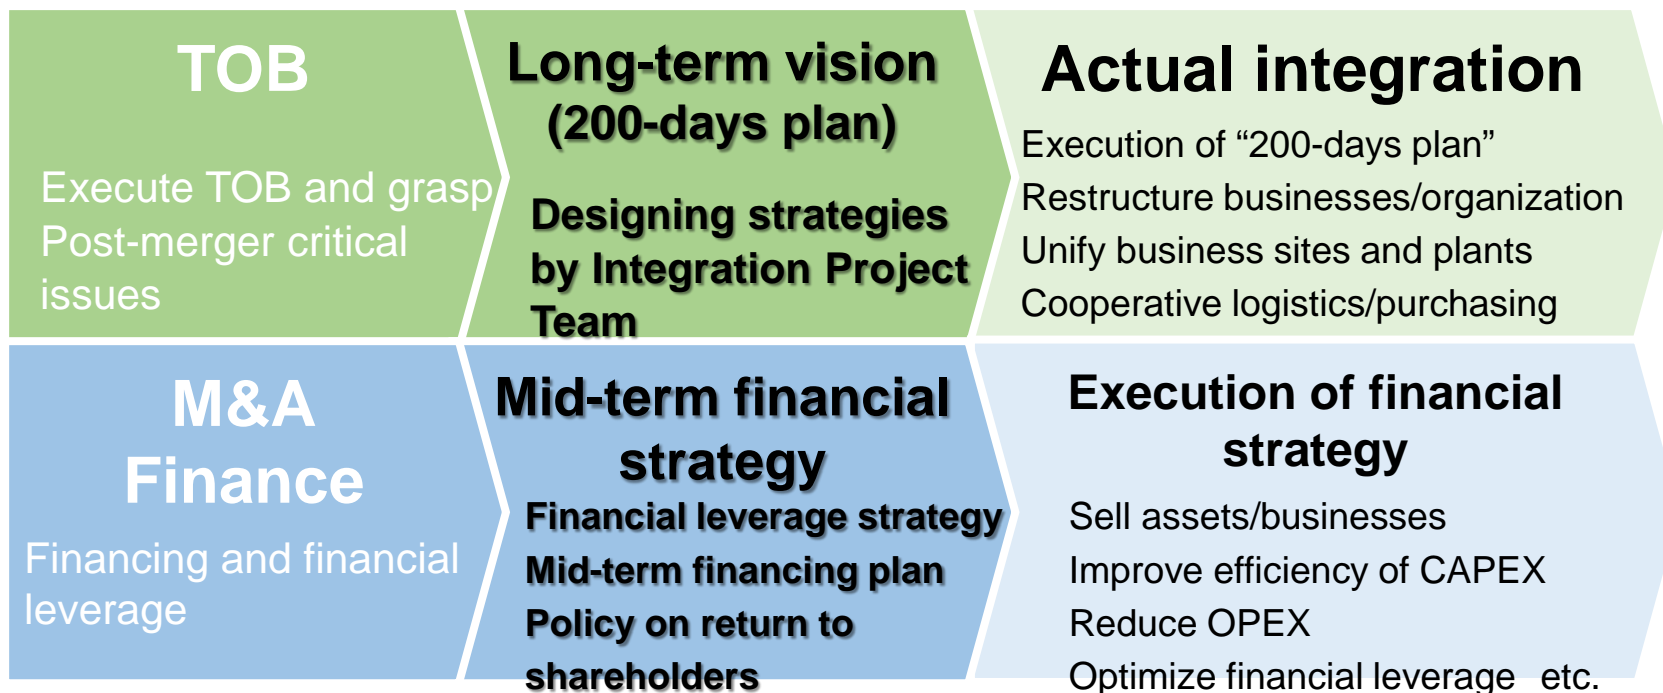 TOB
Execute TOB and grasp
Post-merger critical
issues
Long-term vision
(200-days plan)
Designing strategies
by Integration Project
Team
Actual integration
Execution of “200-days plan”
Restructure businesses/organization
Unify business sites and plants
Cooperative logistics/purchasing
M&A
Finance
Financing and financial
leverage
Mid-term financial
strategy
Financial leverage strategy
Mid-term financing plan
Policy on return to
shareholders
Execution of financial
strategy
Sell assets/businesses
Improve efficiency of CAPEX
Reduce OPEX
Optimize financial leverage etc.